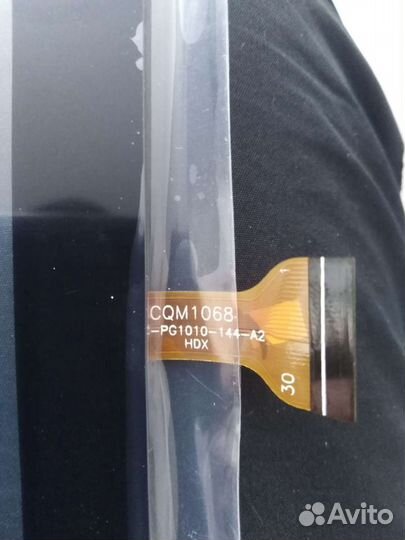 CQM1068-
-PG1010-144-A2
HDX
1
30
Avito